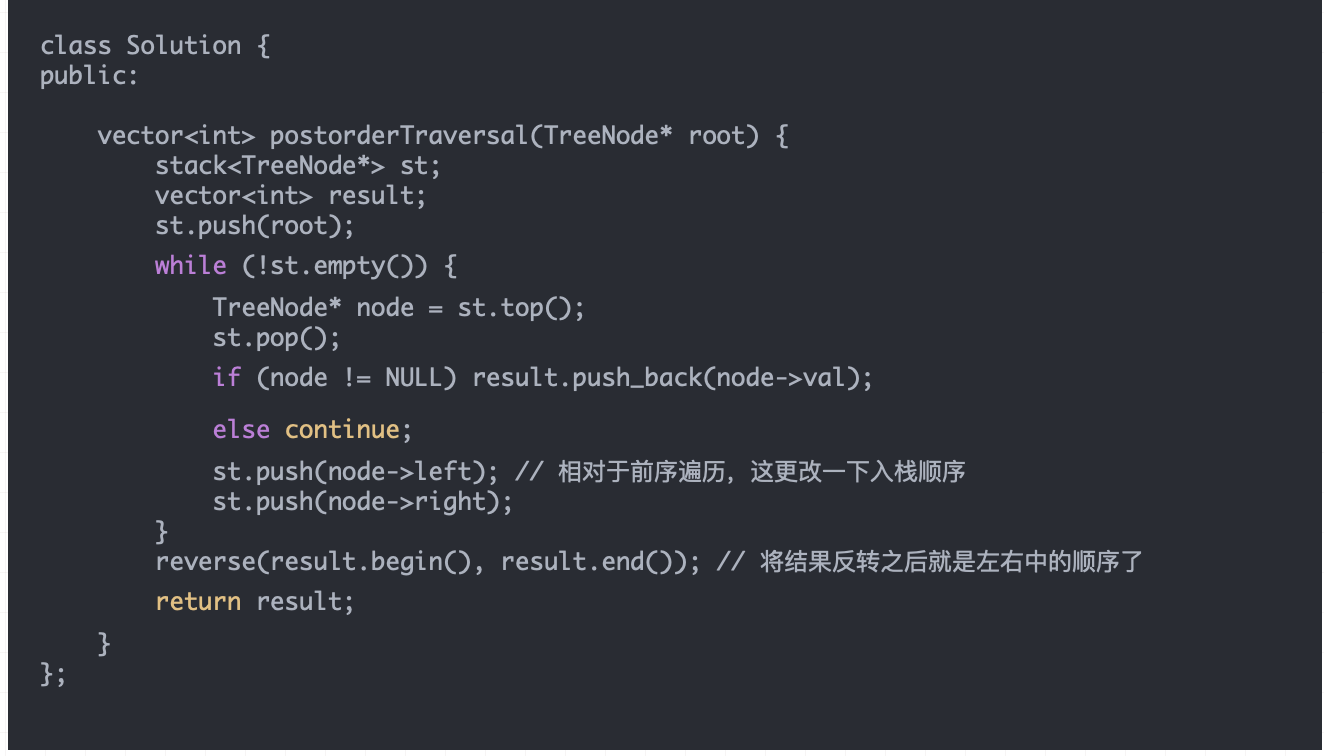 class Solution {
public:
    vector<int> postorderTraversal(TreeNode* root) {
        stack<TreeNode*> st;
        vector<int> result;
        st.push(root);
        while (!st.empty()) {
            TreeNode* node = st.top();
            st.pop();
            if (node != NULL) result.push_back(node->val);
            else continue;
            st.push(node->left); // 相对于前序遍历，这更改一下入栈顺序
            st.push(node->right);
        }
        reverse(result.begin(), result.end()); // 将结果反转之后就是左右中的顺序了
        return result;
    }
};